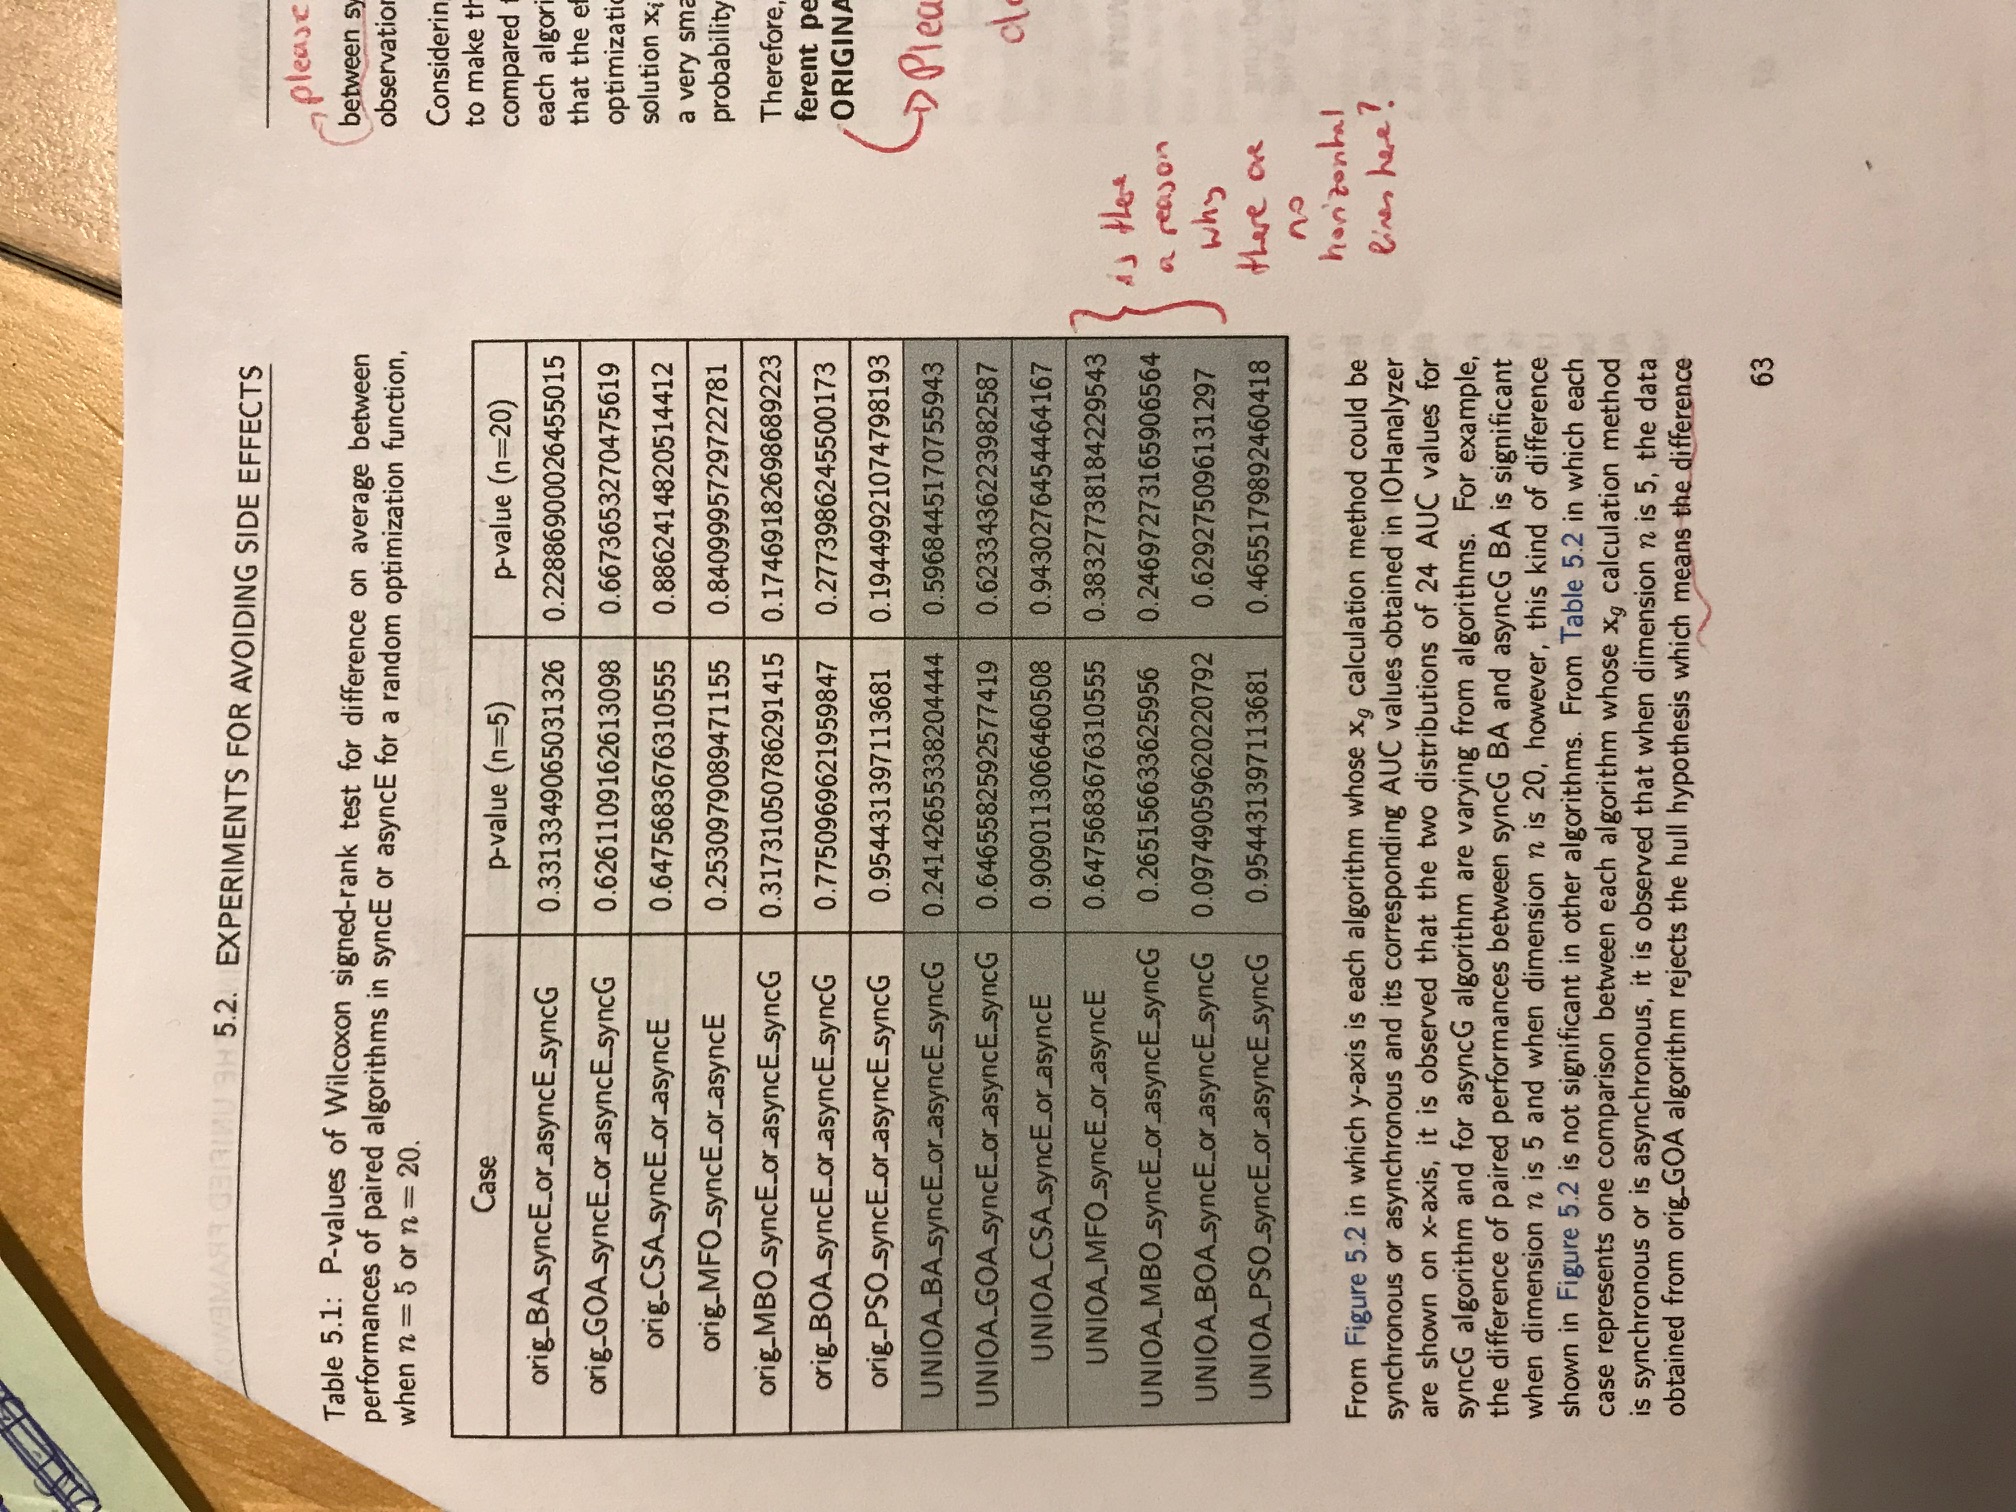 5.2. EXPERIMENTS FOR AVOIDING SIDE EFFECTS
Table 5.1: P-values of Wilcoxon signed-rank test for difference on average between
performances of paired algorithms in syncE or asyncE for a random optimization function,
when n = 5 or n = 20.
Case p-value (n=5) p-value (n=20)
orig_BA_syncE_or_asyncE_syncG 0.3313349065031326 0.22886900026455015
orig_GOA_syncE_or_asyncE_syncG 0.6261109162613098 0.6673653270475619
orig_CSA_syncE_or_asyncE 0.6475683676310555 0.8862414820514412
orig_MFO_syncE_or_asyncE 0.2530979089471155 0.8409995729722781
orig_MBO_syncE_or_asyncE_syncG 0.31731050786291415 0.17469182698689223
orig_BOA_syncE_or_asyncE_syncG 0.7750969621959847 0.2773986245500173
orig_PSO_syncE_or_asyncE_syncG 0.954431397113681 0.19449921074798193
UNIOA_BA_syncE_or_asyncE_syncG 0.24142655338204444 0.5968445170755943
UNIOA_GOA_syncE_or_asyncE_syncG 0.6465582592577419 0.6233436223982587
UNIOA_CSA_syncE_or_asyncE 0.9090113066460508 0.9430276454464167
UNIOA_MFO_syncE_or_asyncE 0.6475683676310555 0.38327738184229543
UNIOA_MBO_syncE_or_asyncE_syncG 0.265156633625956 0.24697273165906564
UNIOA_BOA_syncE_or_asyncE_syncG 0.09749059620220792 0.629275096131297
UNIOA_PSO_syncE_or_asyncE_syncG 0.954431397113681 0.4655179892460418
is there
a reason
why
there are
no
horizontal
lines here?
From Figure 5.2 in which y-axis is each algorithm whose xg calculation method could be
synchronous or asynchronous and its corresponding AUC values obtained in IOHanalyzer
are shown on x-axis, it is observed that the two distributions of 24 AUC values for
syncG algorithm and for asyncG algorithm are varying from algorithms. For example,
the difference of paired performances between syncG BA and asyncG BA is significant
when dimension n is 5 and when dimension n is 20, however, this kind of difference
shown in Figure 5.2 is not significant in other algorithms. From Table 5.2 in which each
case represents one comparison between each algorithm whose xg calculation method
is synchronous or is asynchronous, it is observed that when dimension n is 5, the data
obtained from orig_GOA algorithm rejects the hull hypothesis which means the difference
63
please
between sy
observation
Considerin
to make th
compared f
each algori
that the ef
optimizatio
solution xi
a very sma
probability
Therefore,
ferent pe
ORIGINA
Plea